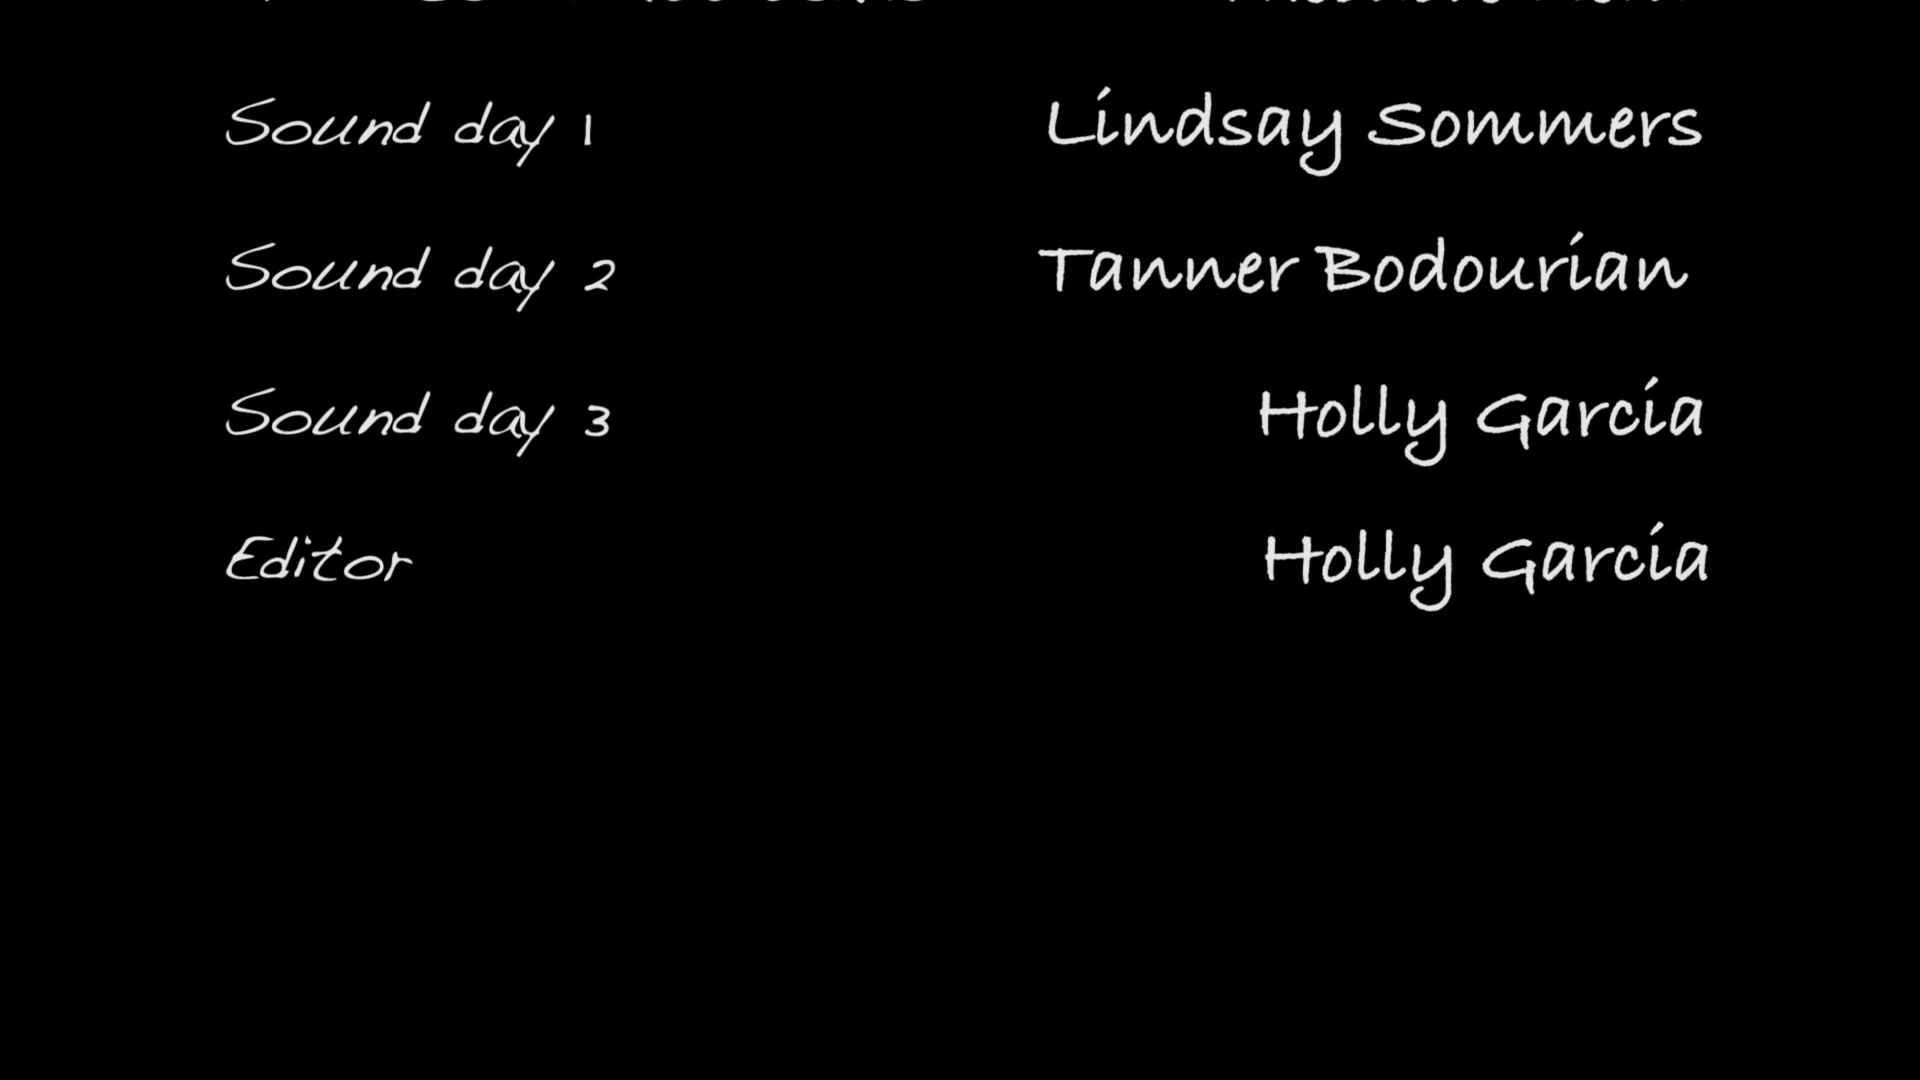 Sound day 1 Lindsay Sommers
Sound day 2 Tanner Bodourian
Sound day 3 Holly Garcia
Editor Holly Garcia